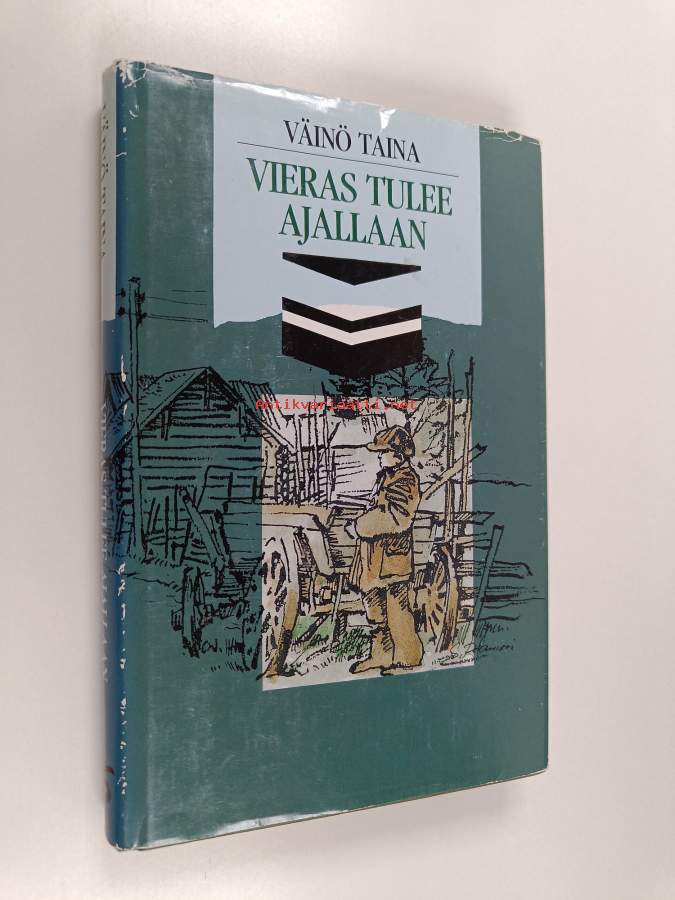 VÄINÖ TAINA
VIERAS TULEE
AJALLAAN
antikvariaatti.net